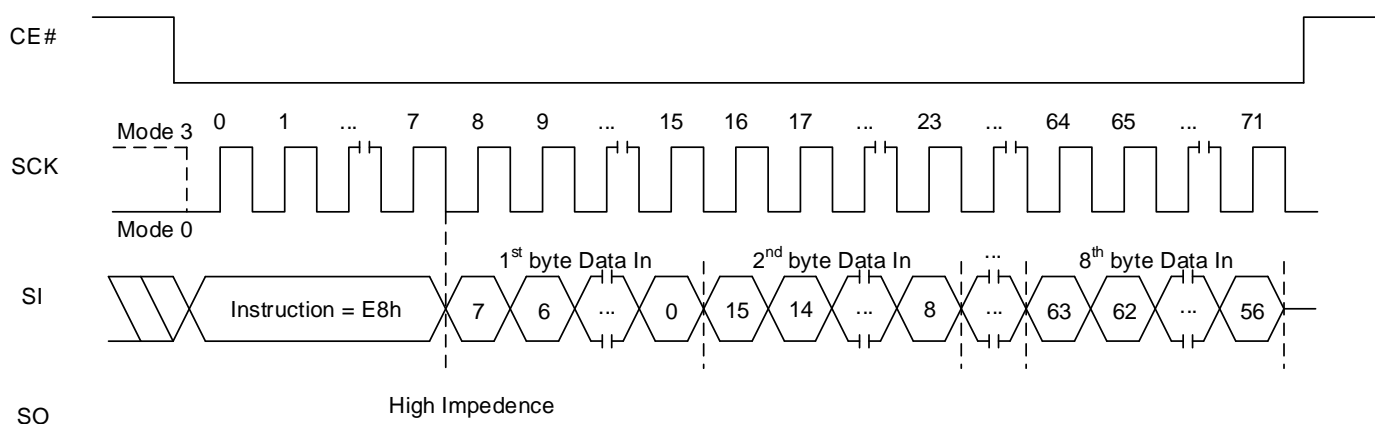 CE#
0 1 ... 7 8 9 ... 15 16 17 ... 23 ... 64 65 ... 71
Mode 3
SCK
Mode 0
1st byte Data In 2nd byte Data In ... 8th byte Data In
SI Instruction = E8h 7 6 ... 0 15 14 ... 8 ... 63 62 ... 56
High Impedence
SO